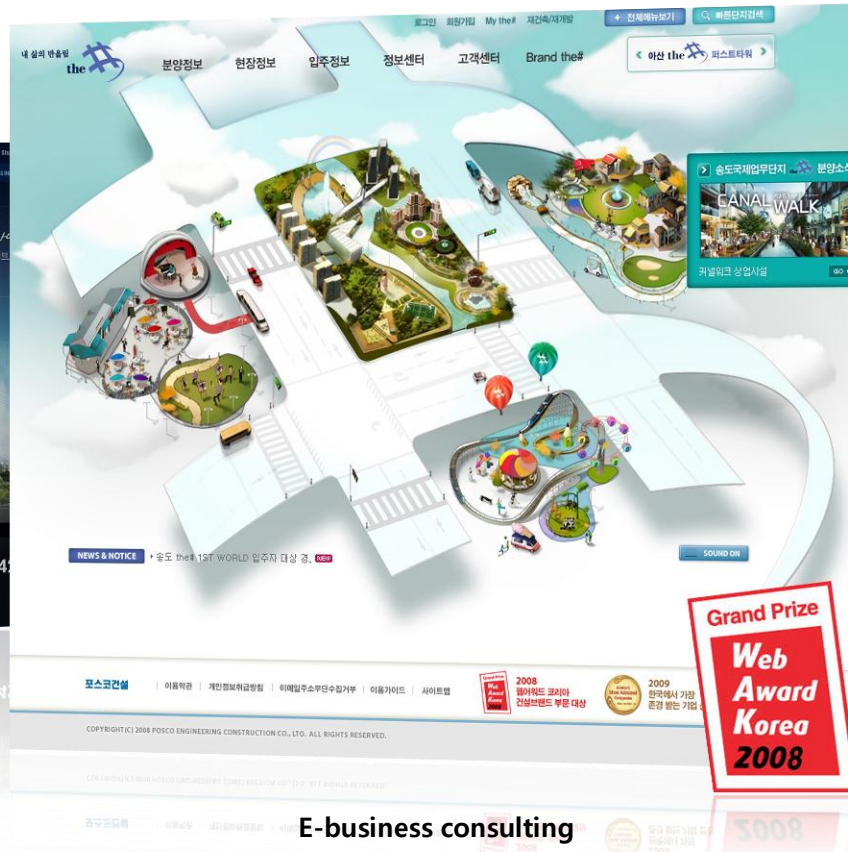 로그인 회원가입 My the# 재건축/재개발
+ 전체메뉴보기
빠른단지검색
내 삶의 반올림
the #
분양정보 현장정보 입주정보 정보센터 고객센터 Brand the#
아산 the # 퍼스트타워
송도국제업무단지 분양소식
CANAL WALK
커널워크 상업시설
GO
NEWS & NOTICE
송도 the# 1ST WORLD 입주자 대상 경, NEW
SOUND ON
Grand Prize
Web
Award
Korea
2008
포스코건설
이용약관 | 개인정보취급방침 | 이메일주소무단수집거부 | 이용가이드 | 사이트맵
Grand Prize
Web
Award
Korea
2008
2008
웹어워드 코리아
건설브랜드 부문 대상
2009
한국에서 가장
존경 받는 기업
COPYRIGHT(C) 2008 POSCO ENGINEERING CONSTRUCTION CO., LTD. ALL RIGHTS RESERVED.
E-business consulting